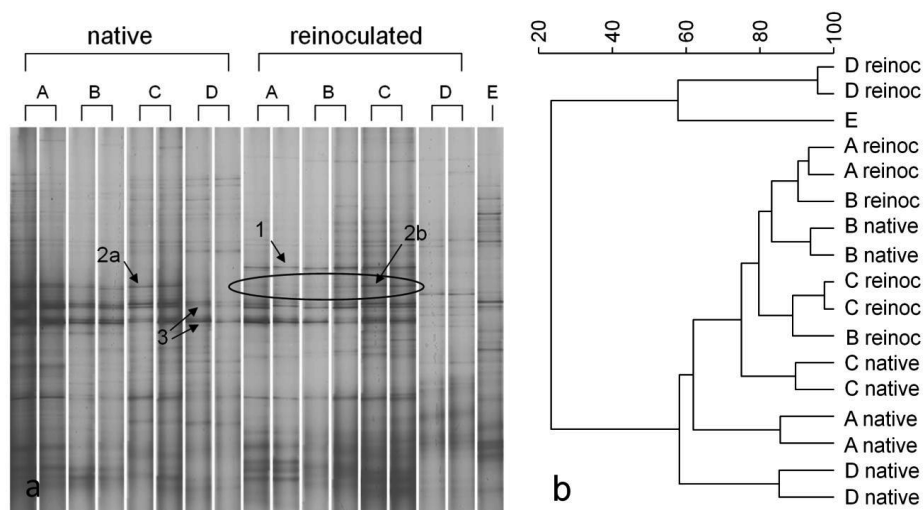 native reinoculated
A B C D A B C D E
1
2a 2b
3
a
20 40 60 80 100
D reinoc
D reinoc
E
A reinoc
A reinoc
B reinoc
B native
B native
C reinoc
C reinoc
B reinoc
C native
C native
A native
A native
D native
D native
b